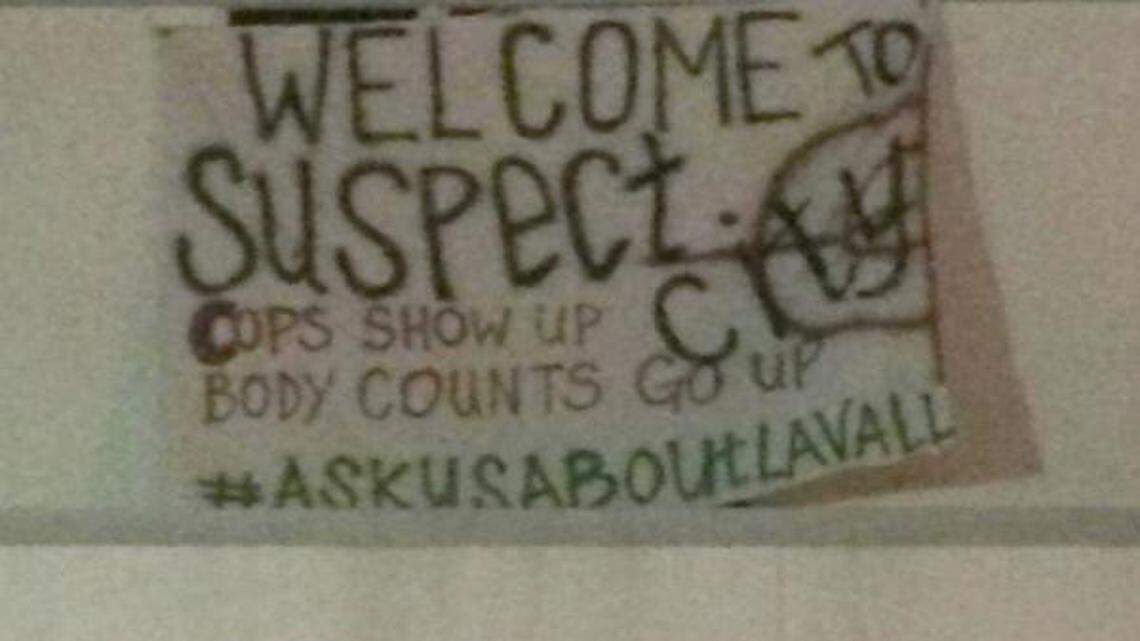 WELCOME TO
SUSPECT.
CITY
COPS SHOW UP
BODY COUNTS GO UP
#ASKUSABOUTLAVALL